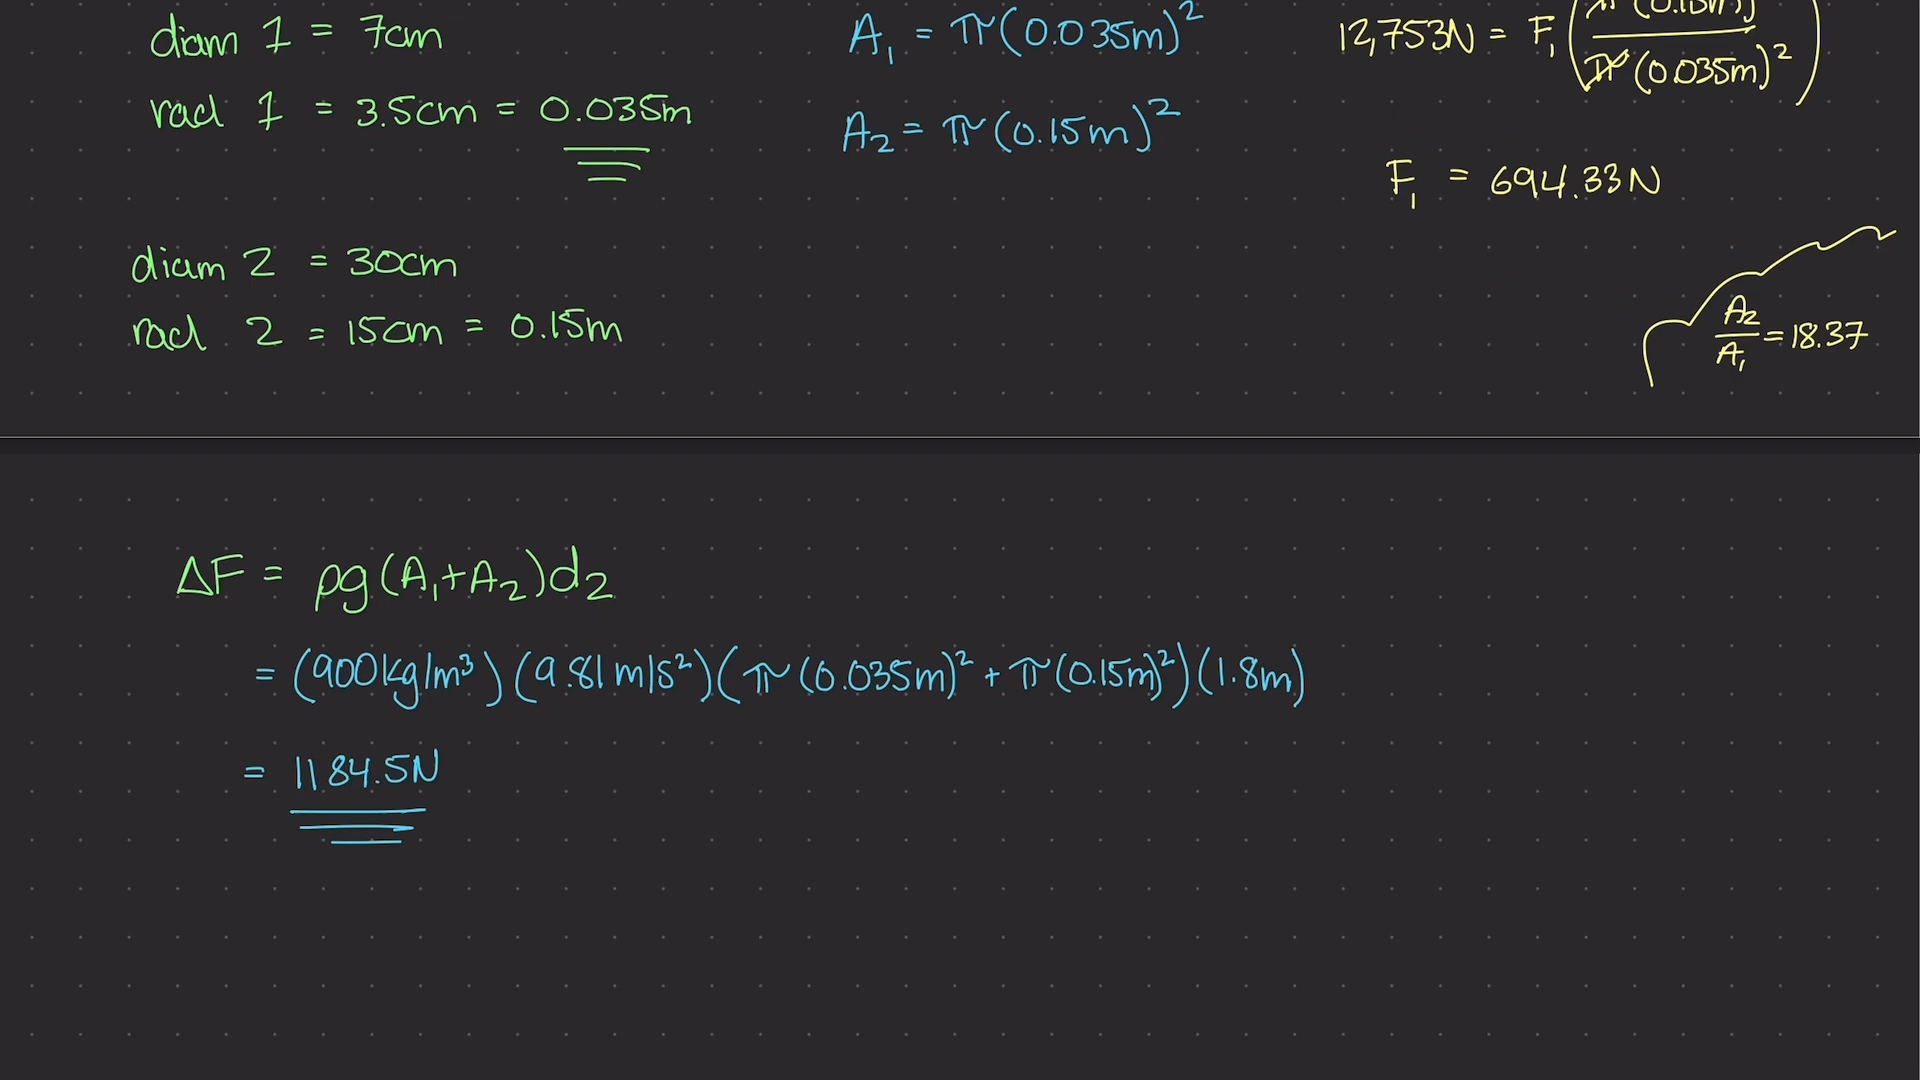 diam 1 = 7cm
rad 1 = 3.5cm = 0.035m
diam 2 = 30cm
rad 2 = 15cm = 0.15m
A₁ = π(0.035m)²
A₂ = π(0.15m)²
12,753N = F₁(π(0.15m)²/π(0.035m)²)
F₁ = 694.33N
A₂/A₁ = 18.37
ΔF = ρg(A₁+A₂)d₂
= (900kg/m³)(9.81m/s²)(π(0.035m)² + π(0.15m)²)(1.8m)
= 1184.5N